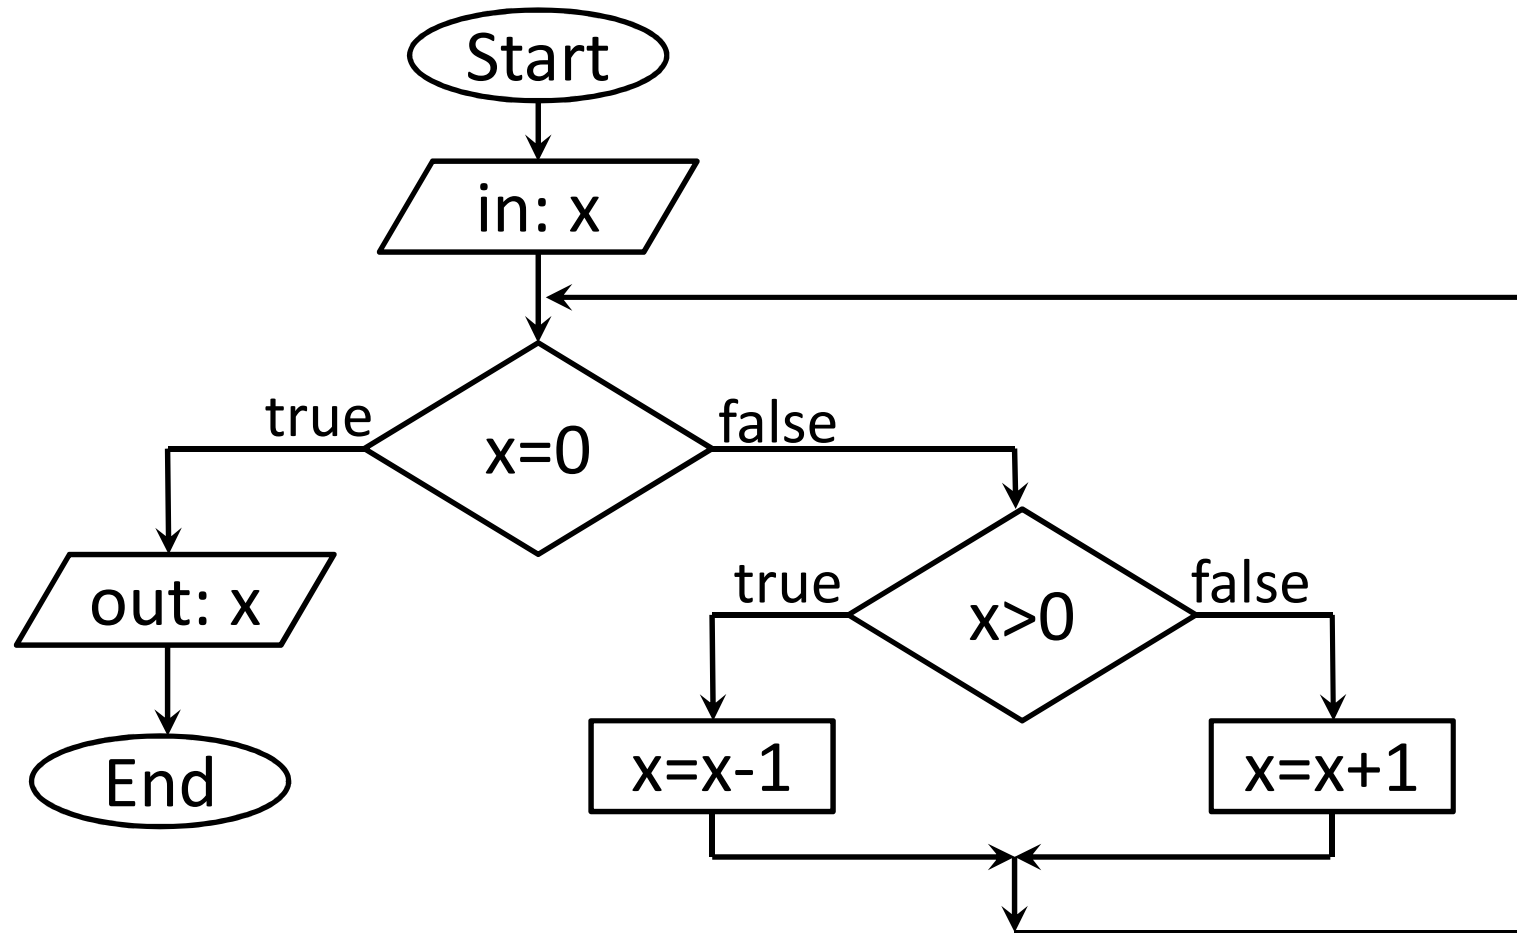 Start
in: x
true
false
x=0
true
false
out: x
x>0
x=x-1
x=x+1
End